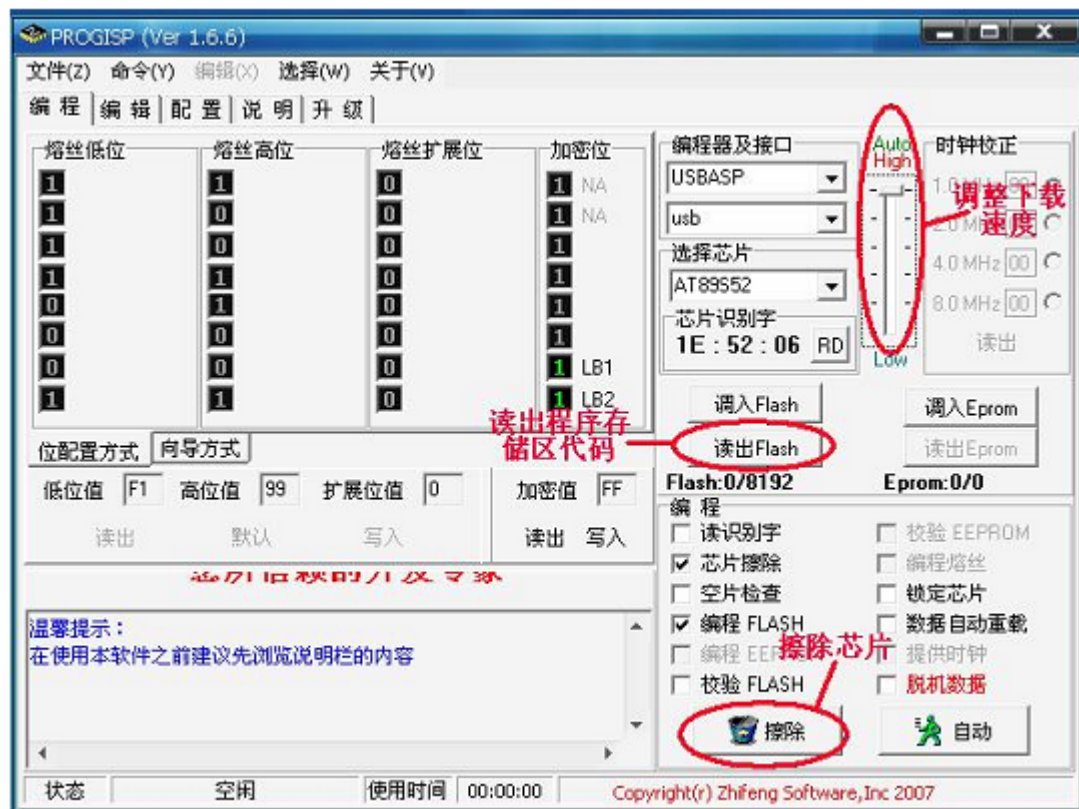 PROGISP (Ver 1.6.6)
文件(Z) 命令(Y) 编辑(X) 选择(W) 关于(V)
编 程 编 辑 配 置 说 明 升 级
熔丝低位 熔丝高位 熔丝扩展位 加密位
1 1 0 1 NA
1 0 0 1 NA
1 0 0 1
1 1 0 1
0 1 0 1
0 0 0 1
0 0 0 1 LB1
1 1 0 1 LB2
位配置方式 向导方式
低位值 F1 高位值 99 扩展位值 0 加密值 FF
读出 默认 写入 读出 写入
温馨提示：
在使用本软件之前建议先浏览说明栏的内容
编程器及接口
USBASP
usb
选择芯片
AT89S52
芯片识别字
1E : 52 : 06 RD
Auto
High
Low
调整下载
速度
时钟校正
1.0 MHz 00
2.0 MHz
4.0 MHz 00
8.0 MHz 00
读出
调入Flash 调入Eprom
读出程序存
储区代码
读出Flash 读出Eprom
Flash:0/8192 Eprom:0/0
编 程
读识别字 校验 EEPROM
芯片擦除 编程熔丝
空片检查 锁定芯片
编程 FLASH 数据自动重载
编程 提供时钟
校验 FLASH 脱机数据
擦除芯片
擦除 自动
状态 空闲 使用时间 00:00:00 Copyright(r) Zhifeng Software,Inc 2007